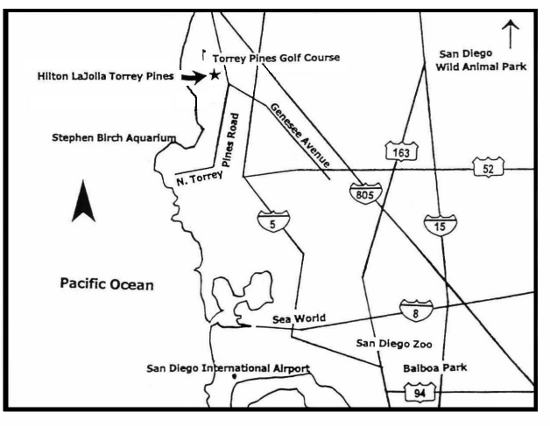 Torrey Pines Golf Course
San Diego
Wild Animal Park
Hilton LaJolla Torrey Pines
Genesee Avenue
Stephen Birch Aquarium
Pines Road
163
52
N. Torrey
805
5
15
Pacific Ocean
8
Sea World
San Diego Zoo
San Diego International Airport
Balboa Park
94